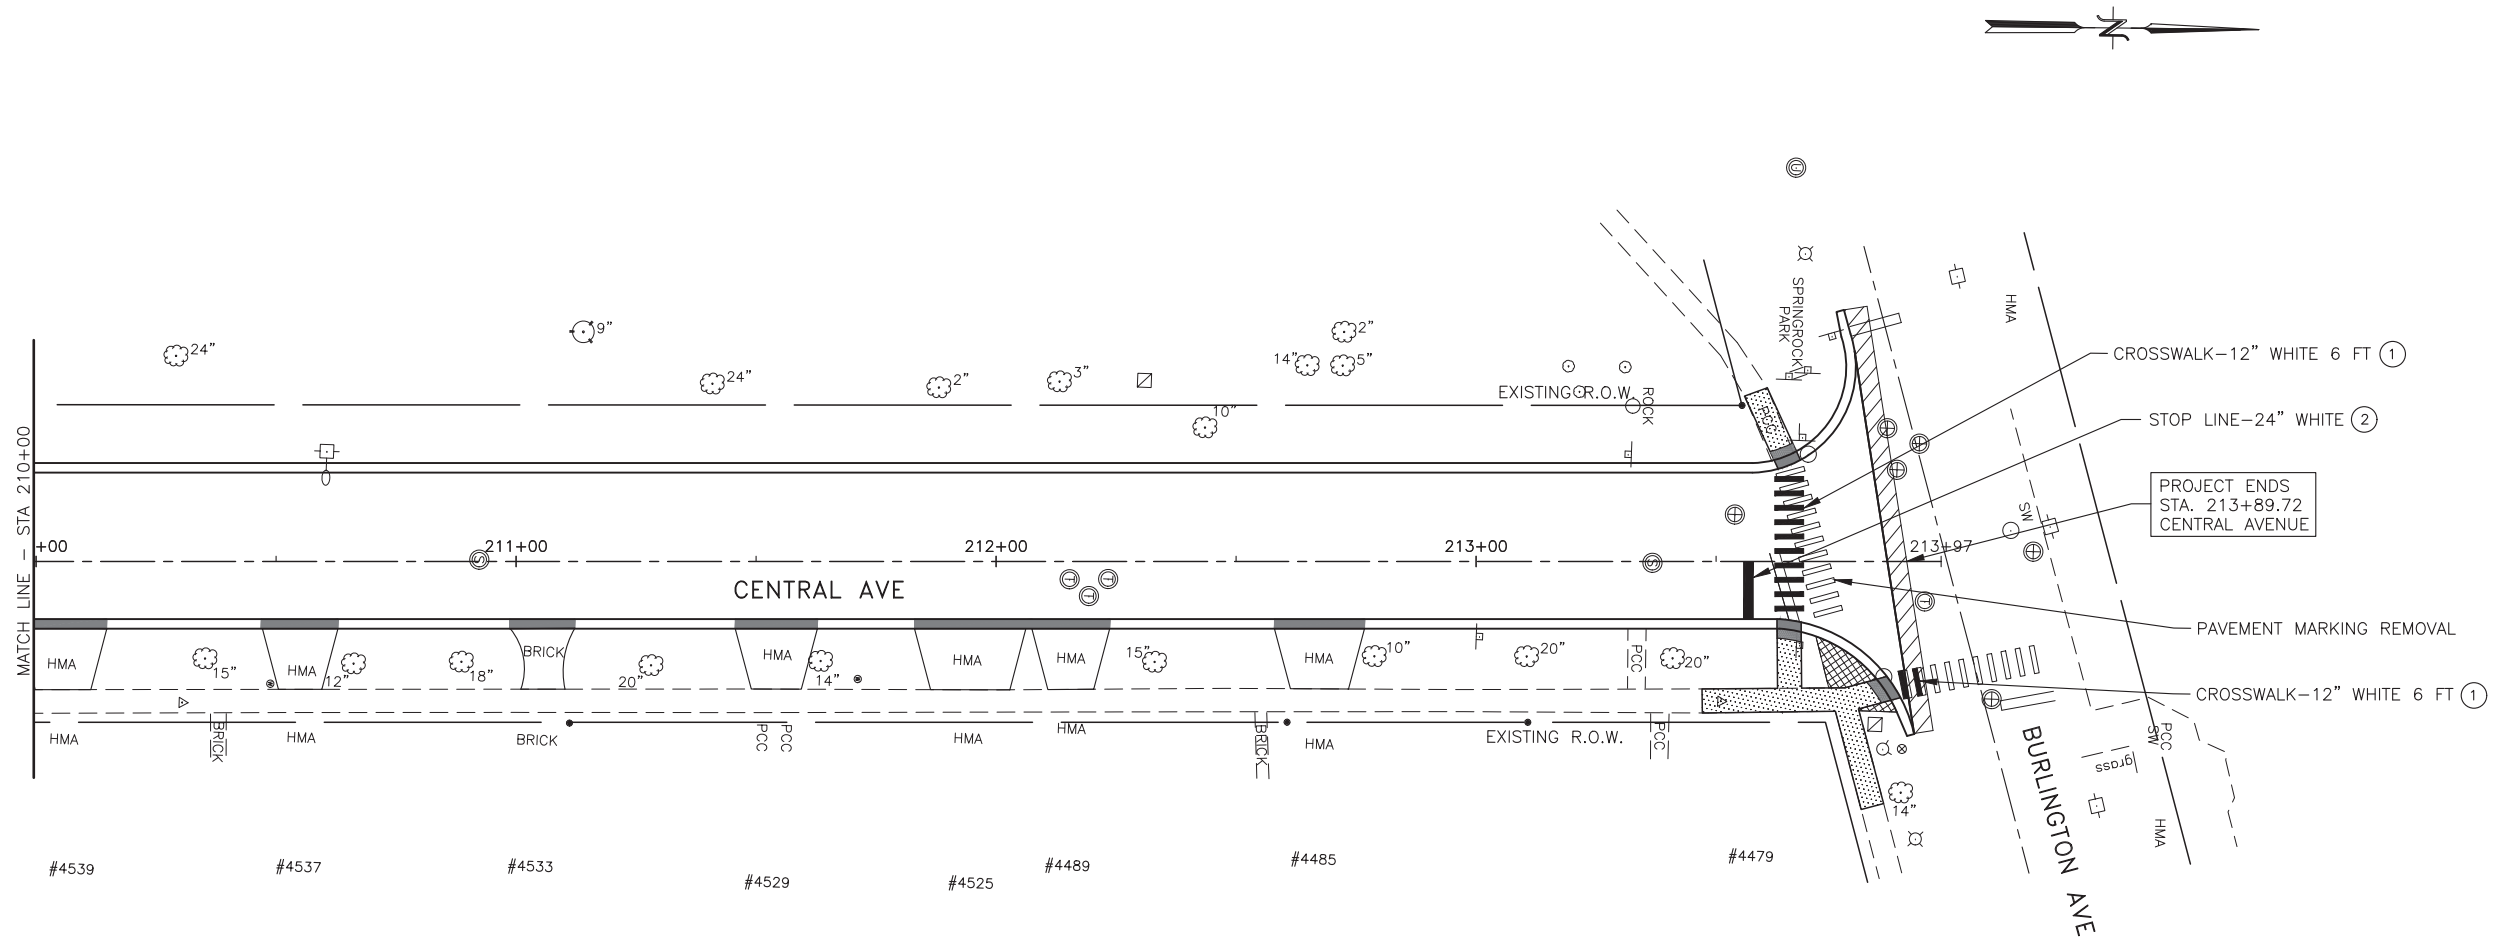 N
U
SPRINGROCK
PARK
HMA
9”
24”
24”
2”
3”
14”
2”
5”
10”
EXISTING R.O.W.
ROCK
PCC
CROSSWALK–12” WHITE 6 FT 1
STOP LINE–24” WHITE 2
PROJECT ENDS
STA. 213+89.72
CENTRAL AVENUE
SW
MATCH LINE – STA 210+00
+00
211+00
212+00
213+00
213+97
S
S
T
T
T
T
CENTRAL AVE
PAVEMENT MARKING REMOVAL
HMA
15”
HMA
12”
18”
BRICK
20”
HMA
14”
HMA
HMA
15”
HMA
10”
20”
PCC
20”
CROSSWALK–12” WHITE 6 FT 1
HMA
BRICK
HMA
BRICK
PCC
PCC
HMA
HMA
BRICK
HMA
EXISTING R.O.W.
PCC
PCC
SW
grass
14”
HMA
BURLINGTON AVE
#4539
#4537
#4533
#4529
#4525
#4489
#4485
#4479